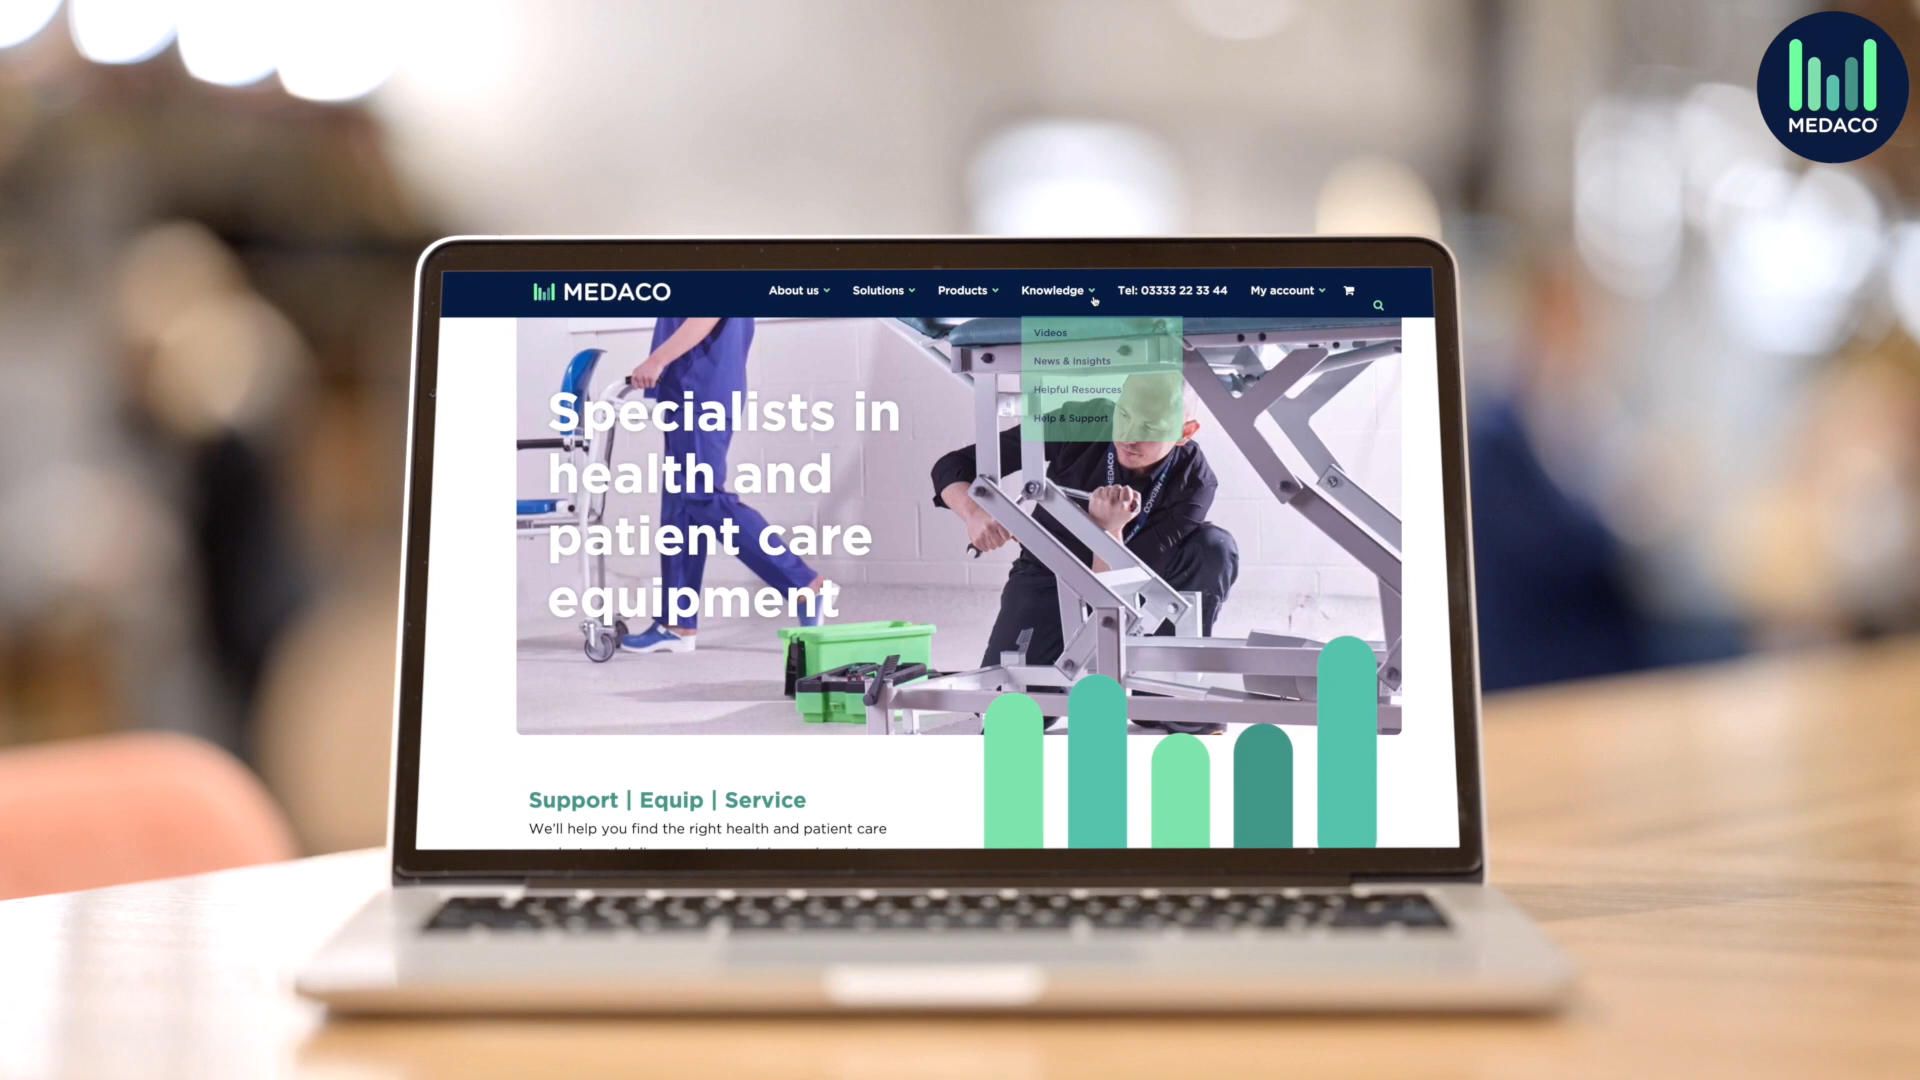 MEDACO
MEDACO
About us
Solutions
Products
Knowledge
Tel: 03333 22 33 44
My account
Videos
News & Insights
Helpful Resources
Help & Support
Specialists in
health and
patient care
equipment
MEDACO
MEDACO
Support | Equip | Service
We'll help you find the right health and patient care